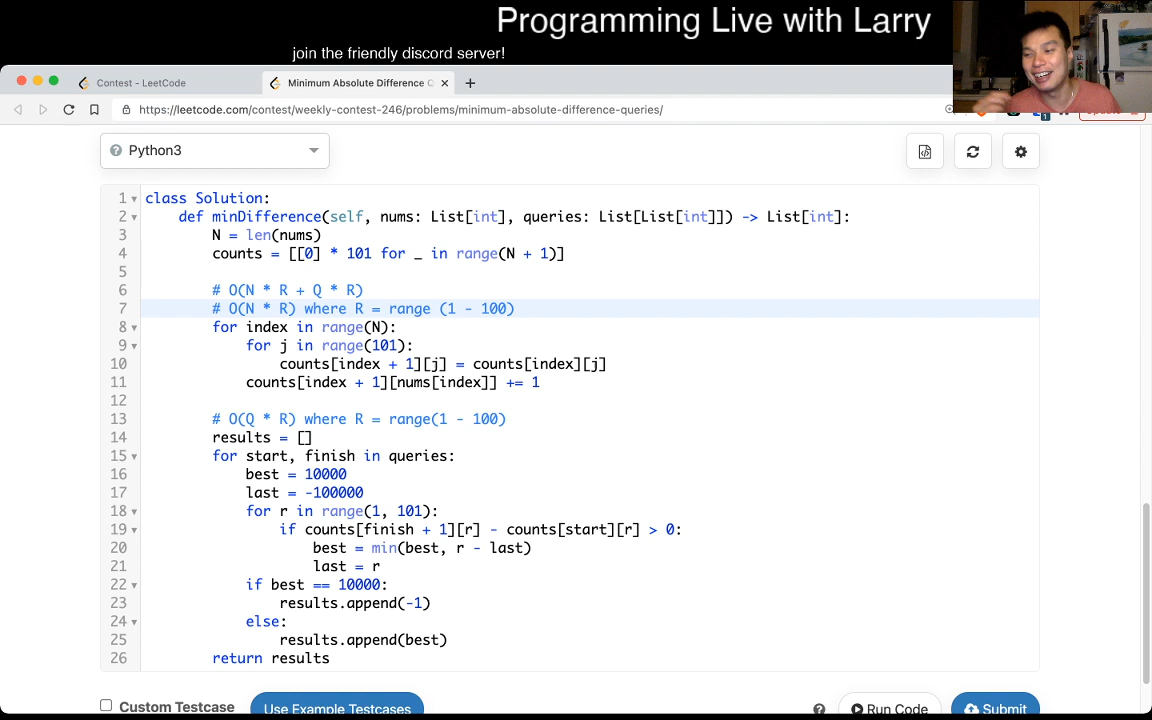 Programming Live with Larry
join the friendly discord server!
Contest - LeetCode
Minimum Absolute Difference Q
https://leetcode.com/contest/weekly-contest-246/problems/minimum-absolute-difference-queries/
Python3
1 class Solution:
2 def minDifference(self, nums: List[int], queries: List[List[int]]) -> List[int]:
3 N = len(nums)
4 counts = [[0] * 101 for _ in range(N + 1)]
5
6 # O(N * R + Q * R)
7 # O(N * R) where R = range (1 - 100)
8 for index in range(N):
9 for j in range(101):
10 counts[index + 1][j] = counts[index][j]
11 counts[index + 1][nums[index]] += 1
12
13 # O(Q * R) where R = range(1 - 100)
14 results = []
15 for start, finish in queries:
16 best = 10000
17 last = -100000
18 for r in range(1, 101):
19 if counts[finish + 1][r] - counts[start][r] > 0:
20 best = min(best, r - last)
21 last = r
22 if best == 10000:
23 results.append(-1)
24 else:
25 results.append(best)
26 return results
Custom Testcase
Use Example Testcases
Run Code
Submit